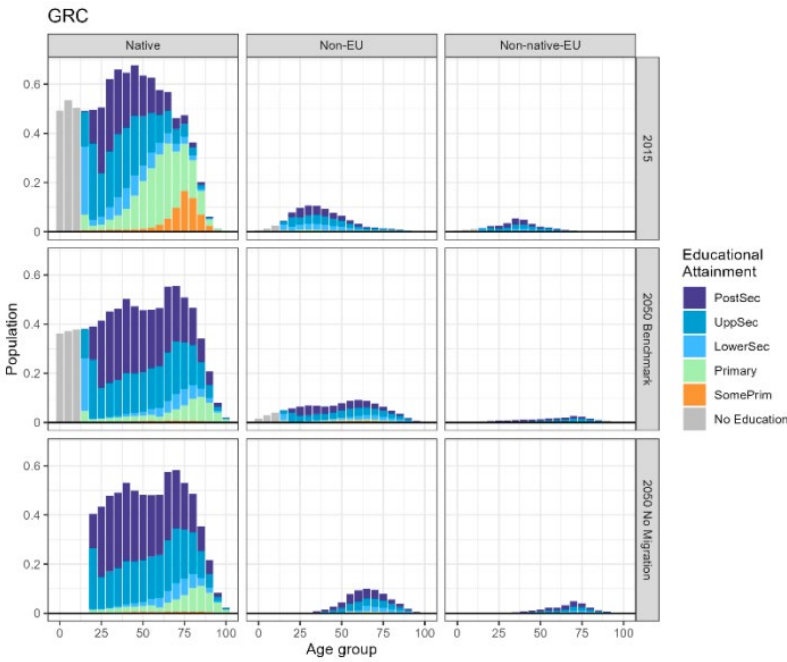 GRC
Native
Non-EU
Non-native-EU
0.6
0.4
0.2
0
2015
0.6
0.4
0.2
0
2050 Benchmark
0.6
0.4
0.2
0
2050 No Migration
Population
0 25 50 75 100
0 25 50 75 100
0 25 50 75 100
Age group
Educational
Attainment
PostSec
UppSec
LowerSec
Primary
SomePrim
No Education